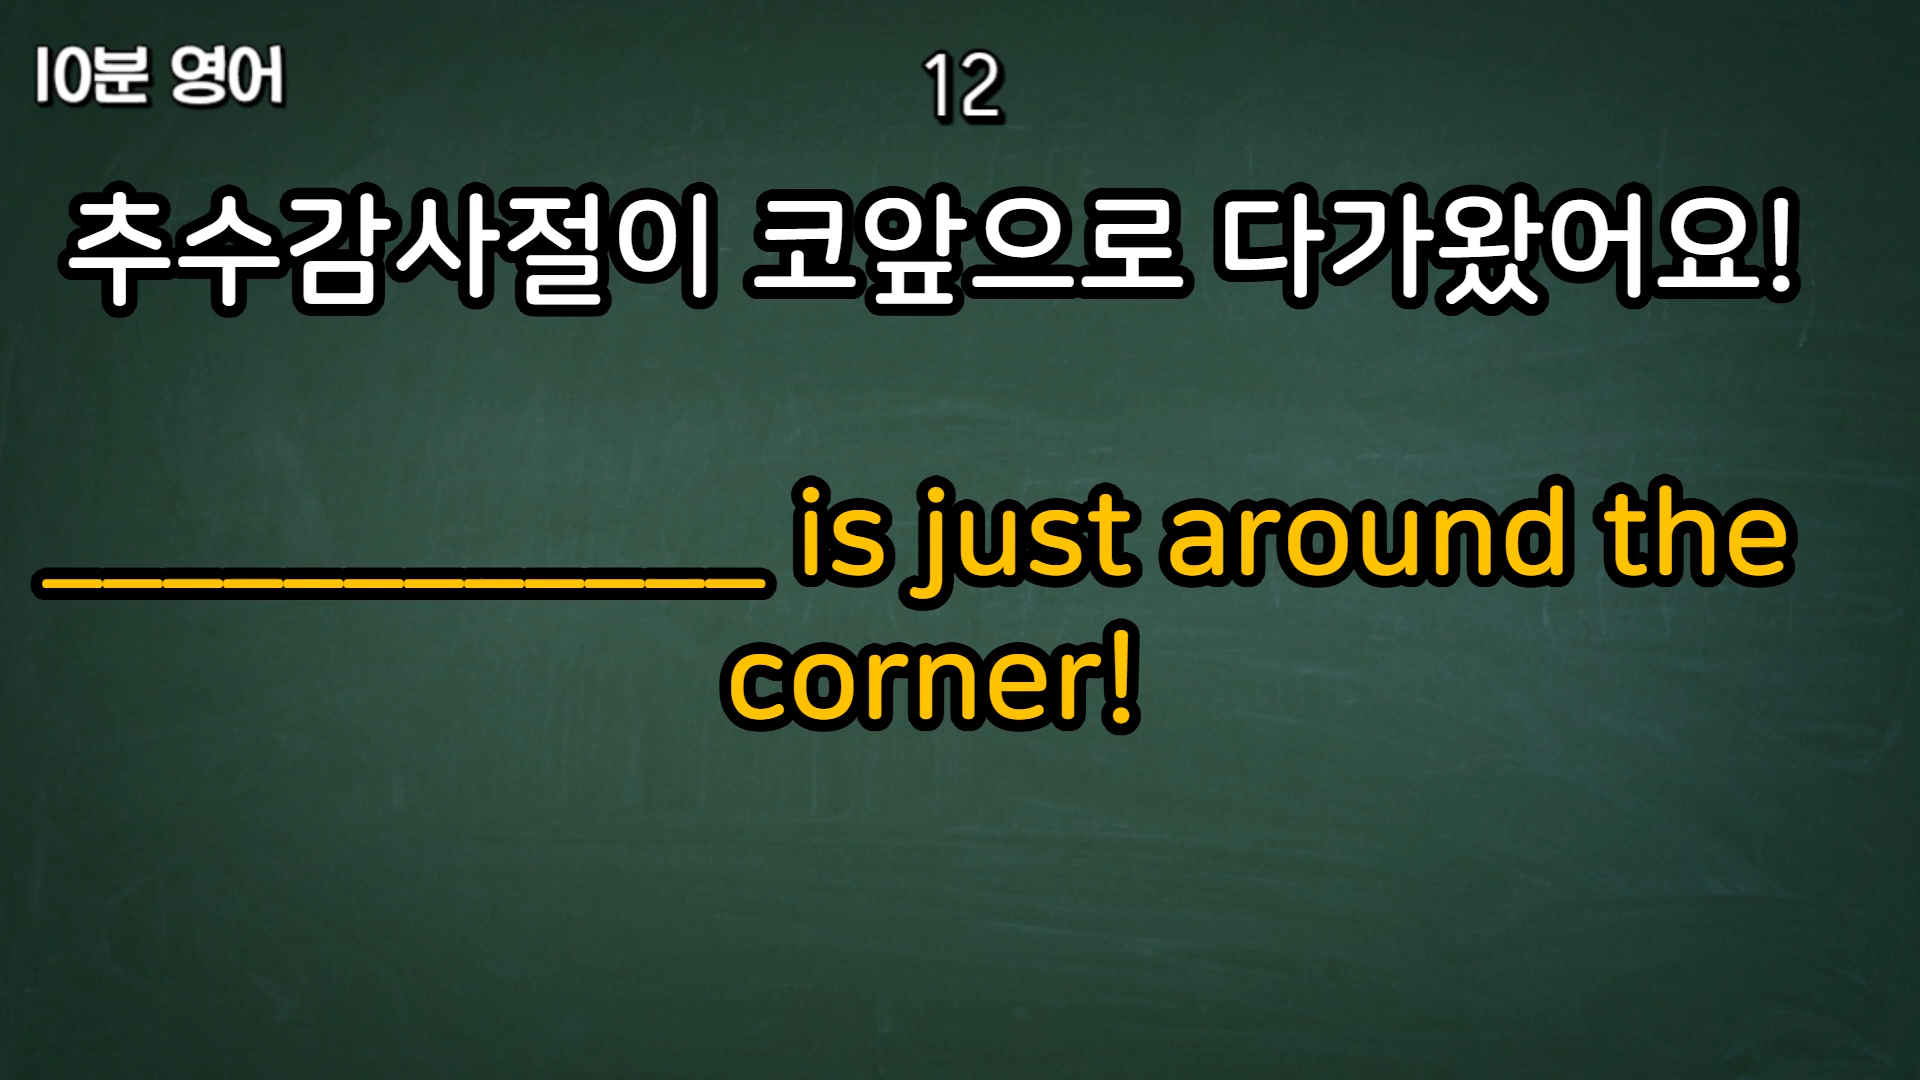 10분 영어
12
추수감사절이 코앞으로 다가왔어요!
____________ is just around the
corner!